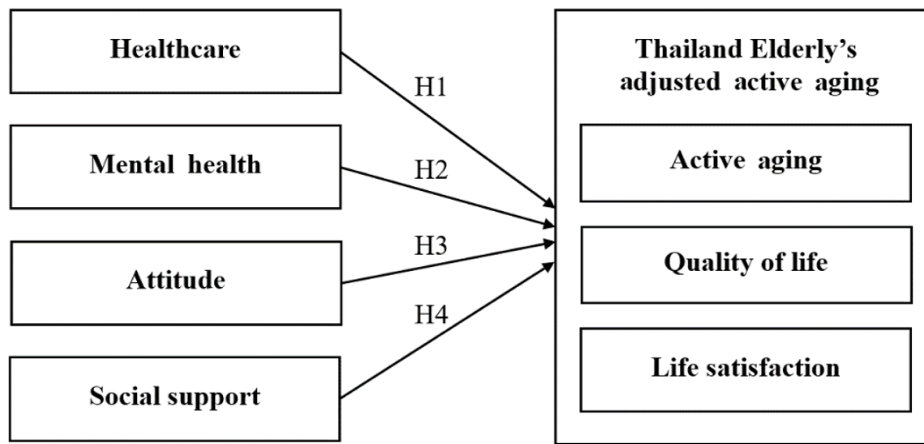 Healthcare
Mental health
Attitude
Social support
H1
H2
H3
H4
Thailand Elderly's
adjusted active aging
Active aging
Quality of life
Life satisfaction